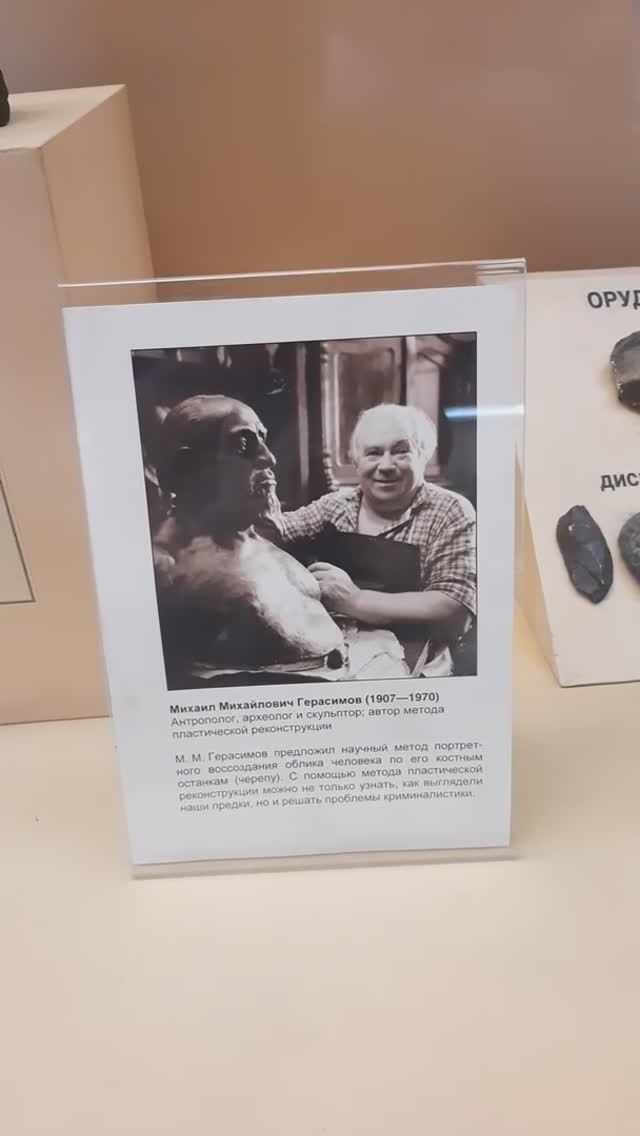 Михаил Михайлович Герасимов (1907—1970)
Антрополог, археолог и скульптор; автор метода
пластической реконструкции
М. М. Герасимов предложил научный метод портрет-
ного воссоздания облика человека по его костным
останкам (черепу). С помощью метода пластической
реконструкции можно не только узнать, как выглядели
наши предки, но и решать проблемы криминалистики.
ОРУД
ДИС